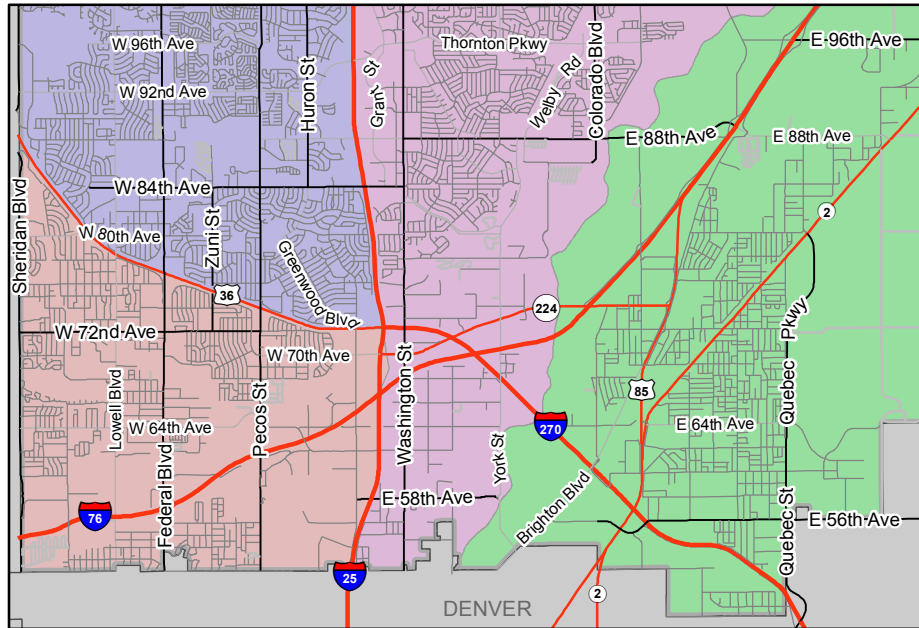 W 96th Ave
Thornton Pkwy
E 96th Ave
W 92nd Ave
Huron St
Grant St
Welby Rd
Colorado Blvd
E 88th Ave
E 88th Ave
W 84th Ave
Sheridan Blvd
W 80th Ave
Zuni St
2
Greenwood Blvd
36
224
W 72nd Ave
W 70th Ave
Quebec Pkwy
Lowell Blvd
Pecos St
Washington St
85
W 64th Ave
E 64th Ave
270
York St
Federal Blvd
E 58th Ave
Brighton Blvd
76
E 56th Ave
Quebec St
25
2
DENVER